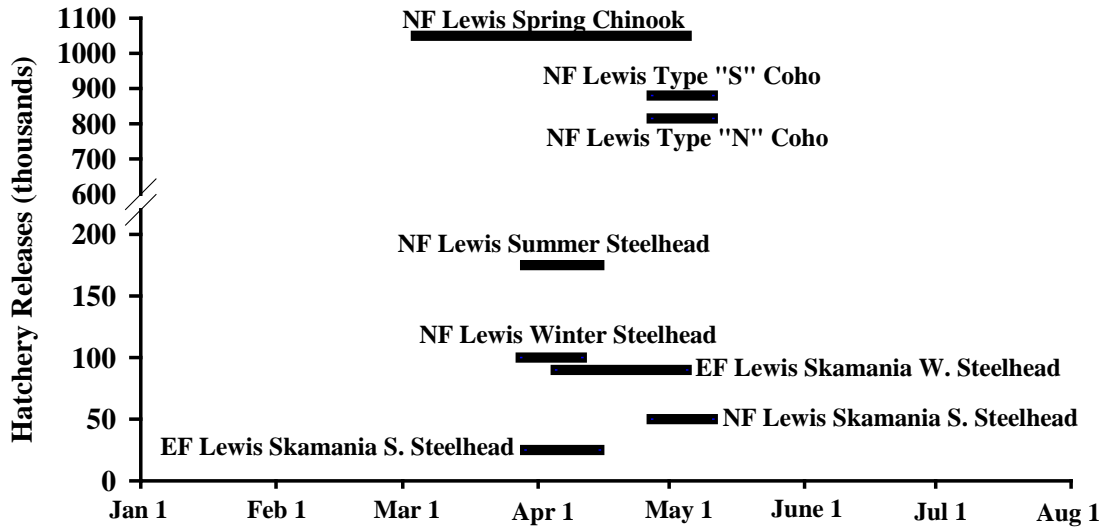 1100
NF Lewis Spring Chinook
1000
NF Lewis Type "S" Coho
900
800
NF Lewis Type "N" Coho
700
600
Hatchery Releases (thousands)
200
NF Lewis Summer Steelhead
150
NF Lewis Winter Steelhead
100
EF Lewis Skamania W. Steelhead
50
NF Lewis Skamania S. Steelhead
EF Lewis Skamania S. Steelhead
0
Jan 1 Feb 1 Mar 1 Apr 1 May 1 June 1 Jul 1 Aug 1